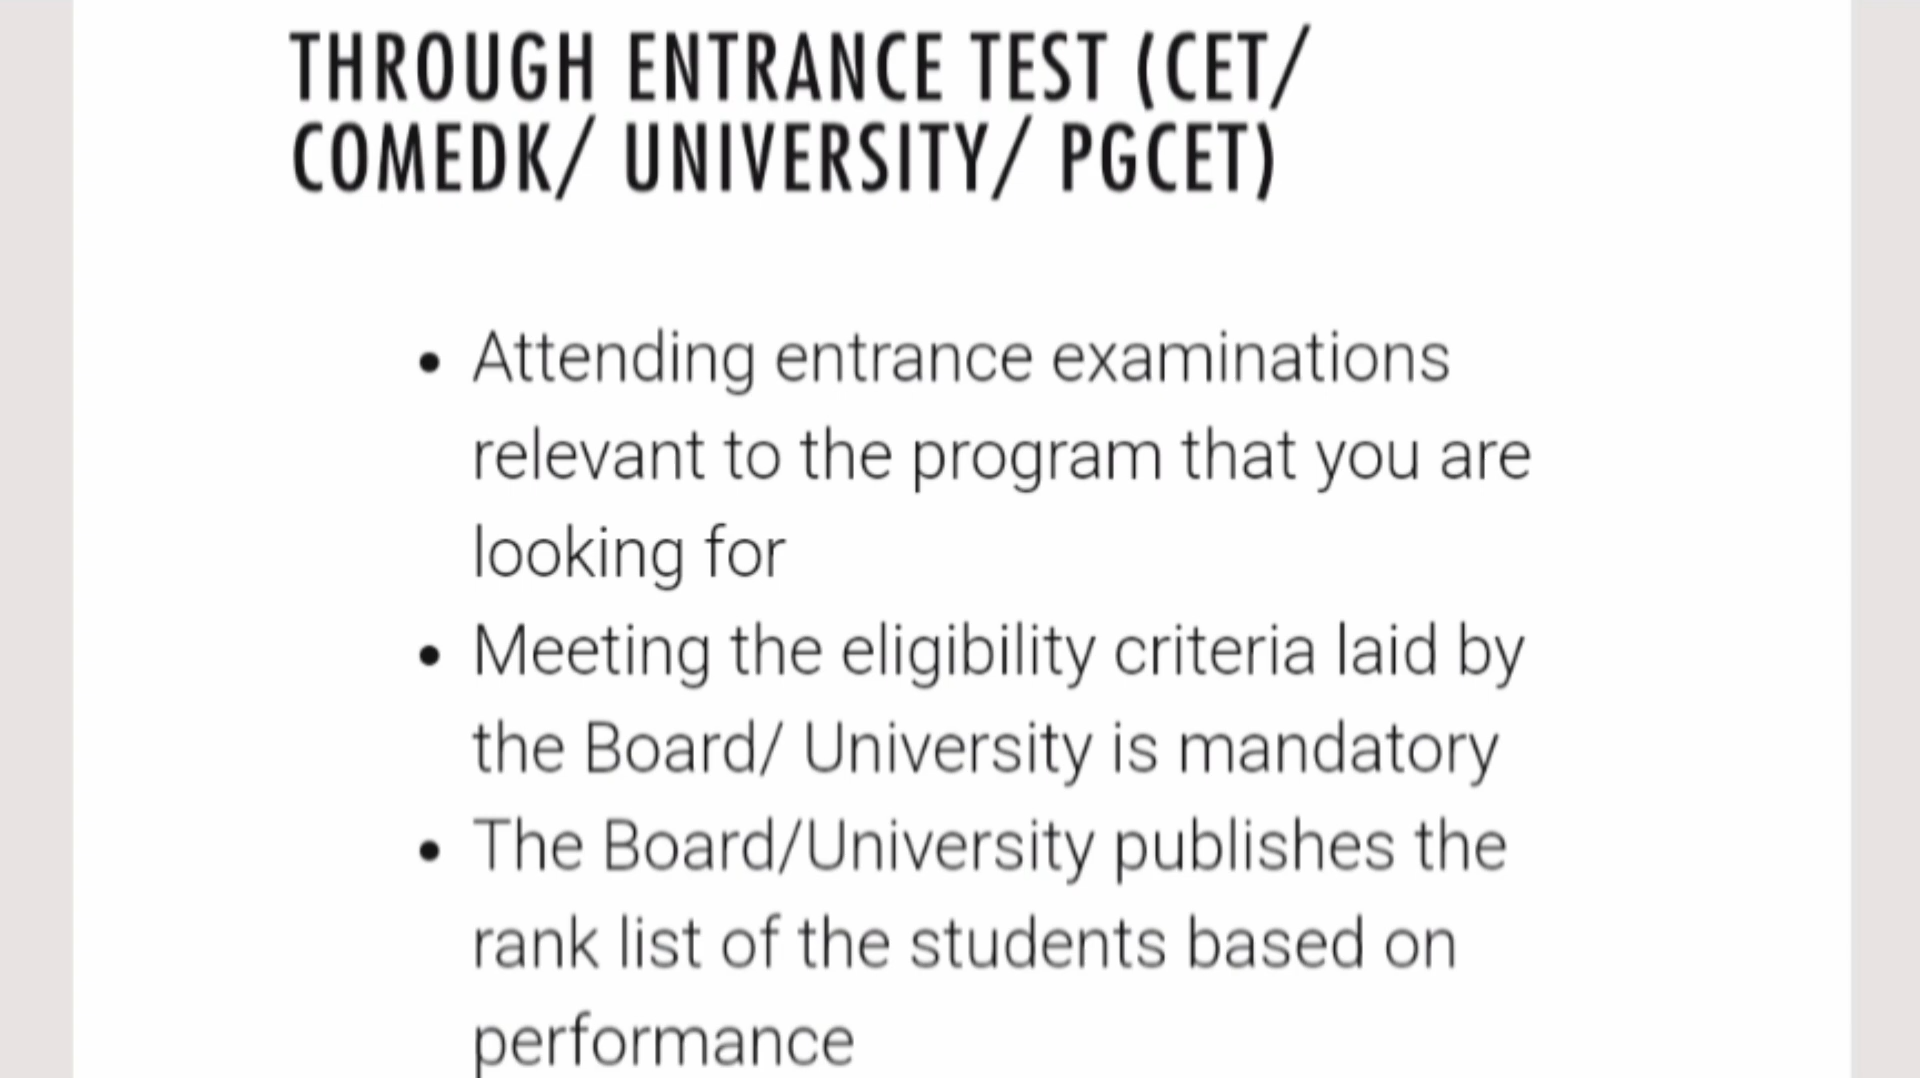 THROUGH ENTRANCE TEST (CET/
COMEDK/ UNIVERSITY/ PGCET)
• Attending entrance examinations
relevant to the program that you are
looking for
• Meeting the eligibility criteria laid by
the Board/ University is mandatory
• The Board/University publishes the
rank list of the students based on
performance